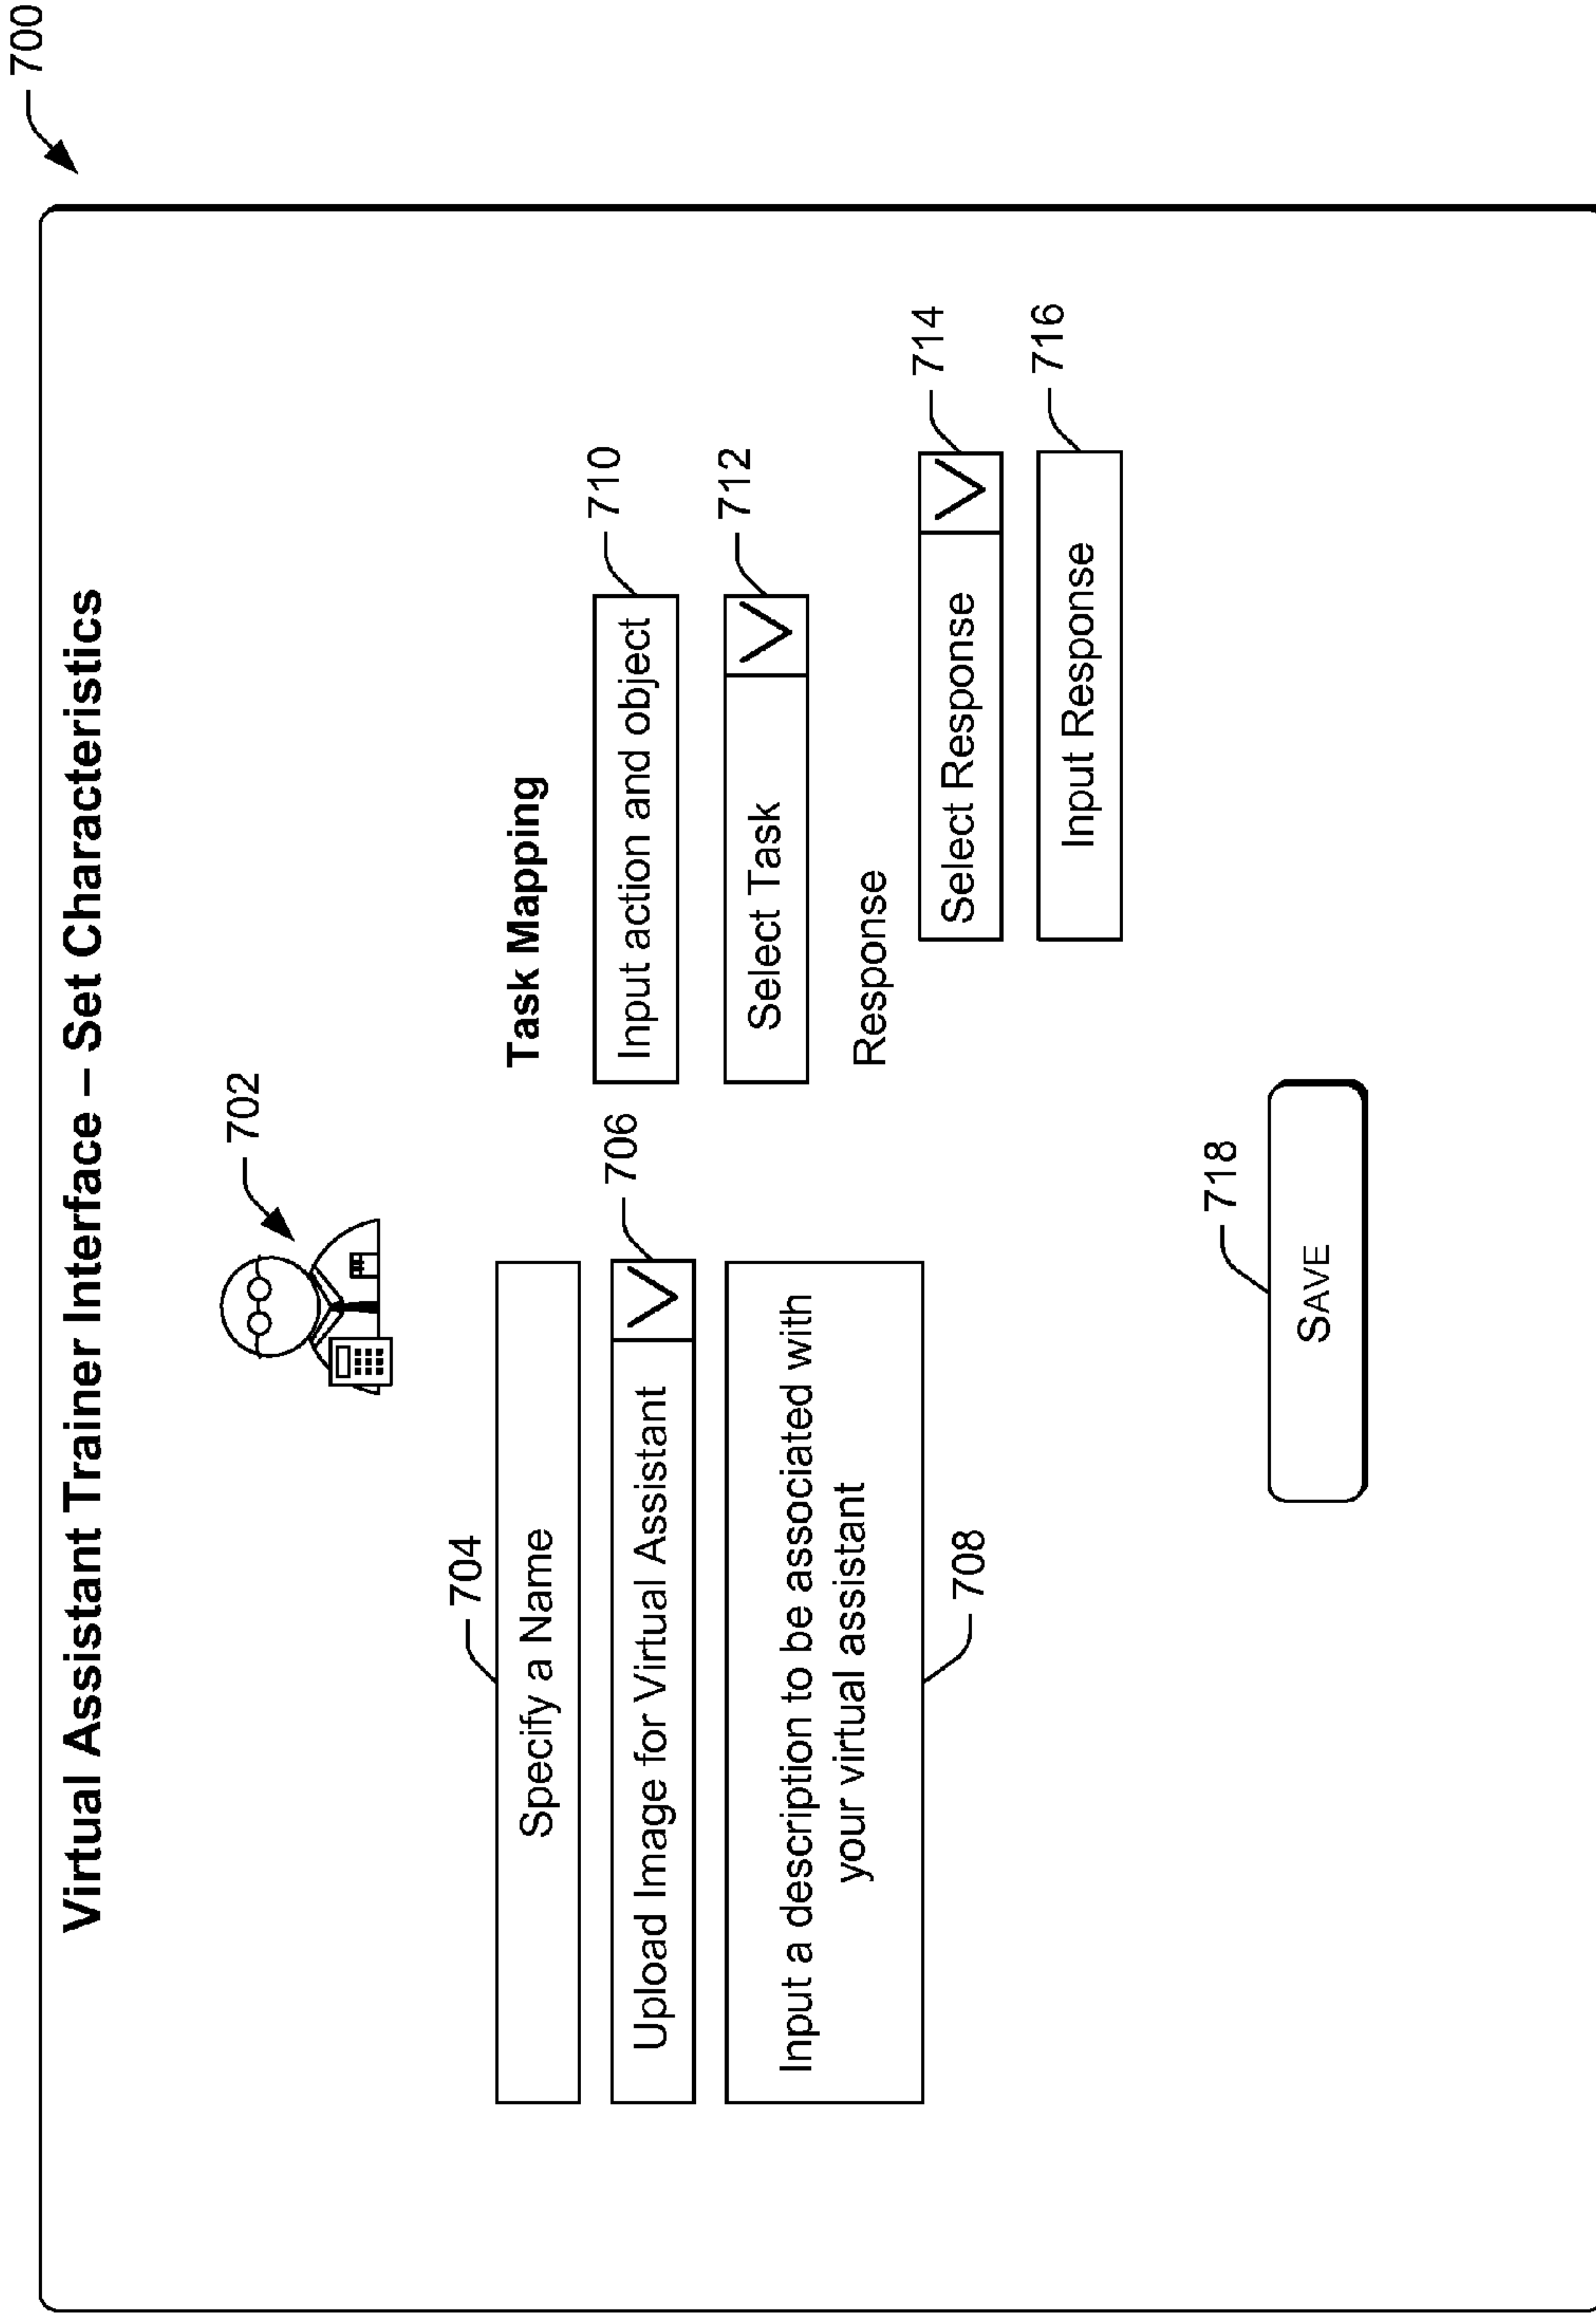 700
Virtual Assistant Trainer Interface – Set Characteristics
702
704
Specify a Name
Upload Image for Virtual Assistant
706
Input a description to be associated with
your virtual assistant
708
Task Mapping
710
Input action and object
712
Select Task
Response
714
Select Response
716
Input Response
718
SAVE